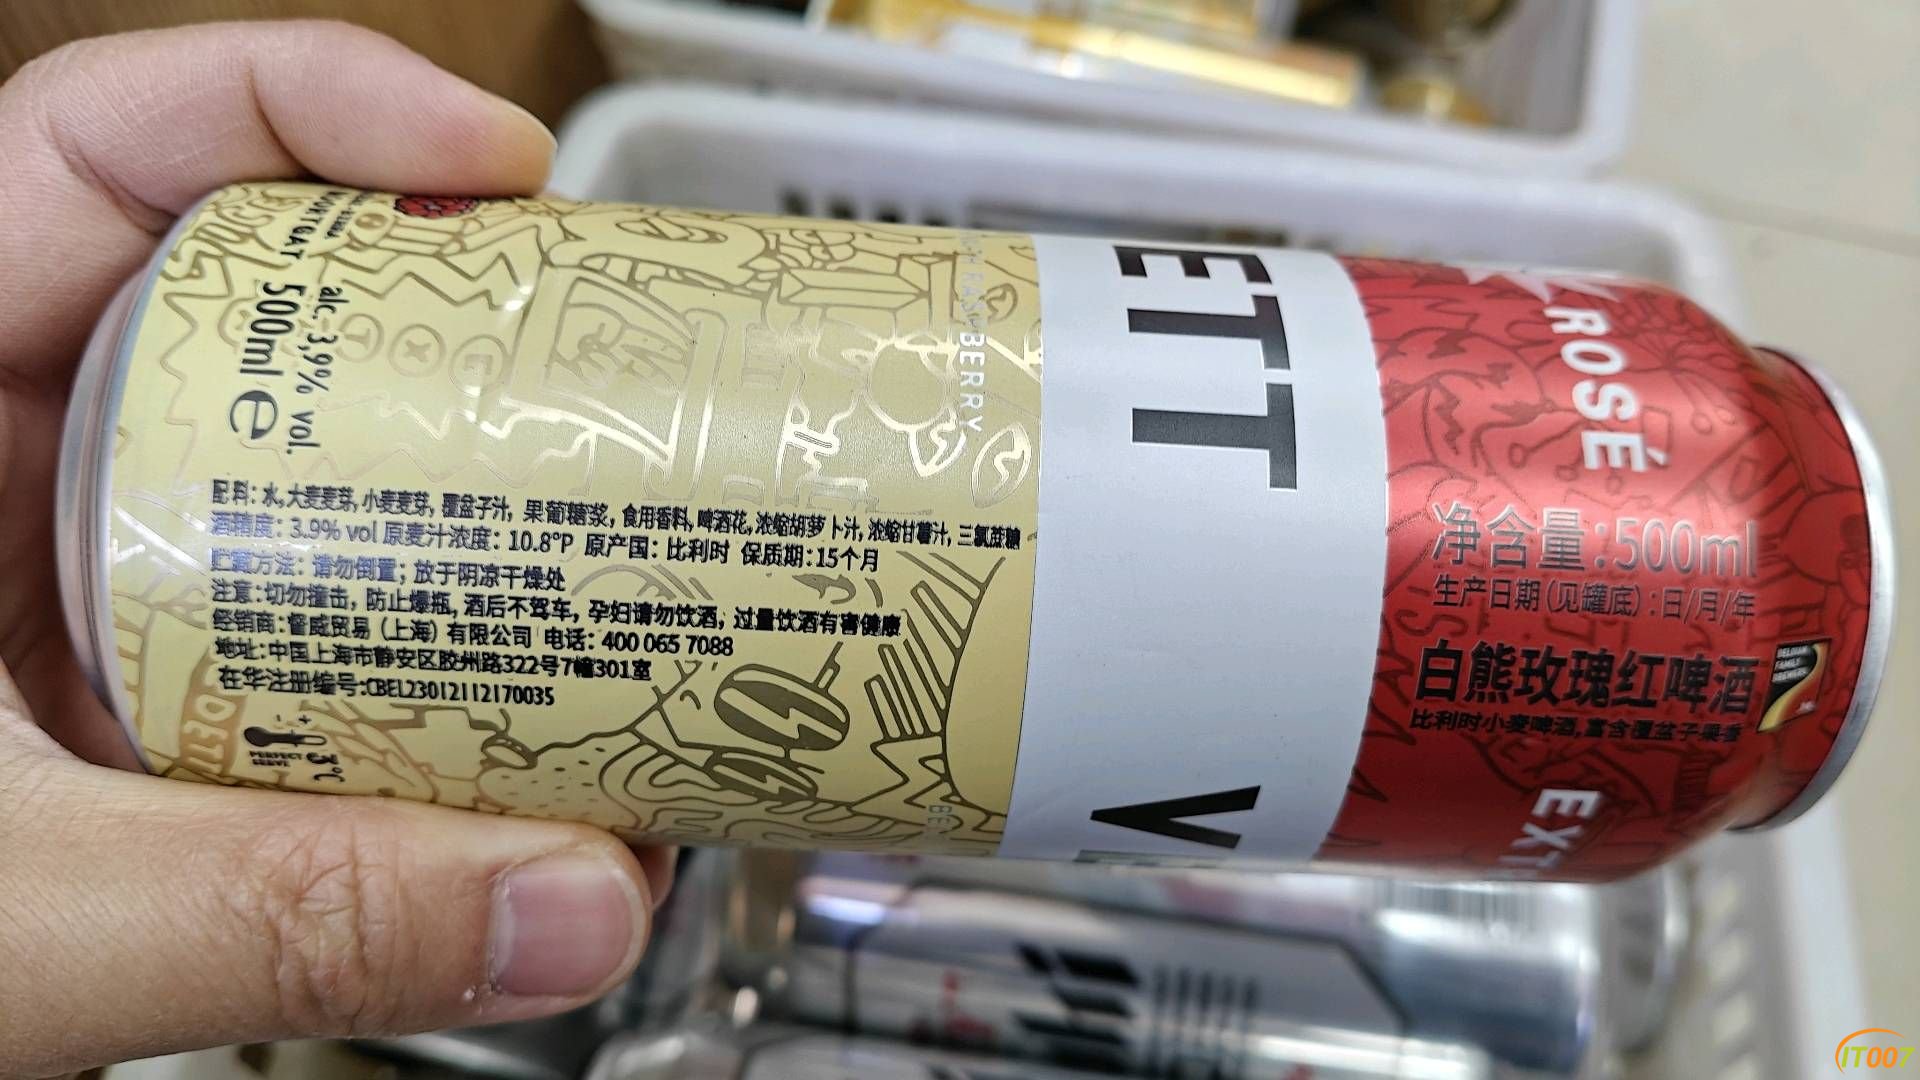 MOORTGAT
alc. 3,9% vol.
500ml e
RASPBERRY
配料：水，大麦麦芽，小麦麦芽，覆盆子汁，果葡糖浆，食用香料，啤酒花，浓缩胡萝卜汁，浓缩甘薯汁，三氯蔗糖
酒精度：3.9% vol 原麦汁浓度：10.8°P 原产国：比利时 保质期：15个月
贮藏方法：请勿倒置；放于阴凉干燥处
注意：切勿撞击，防止爆瓶，酒后不驾车，孕妇请勿饮酒，过量饮酒有害健康
经销商：督威贸易（上海）有限公司 电话：400 065 7088
地址：中国上海市静安区胶州路322号7幢301室
在华注册编号：CBEL23012112170035
3°C
PERFECT
SERVE
ETT
V
ROSÉ
净含量：500ml
生产日期（见罐底）：日/月/年
白熊玫瑰红啤酒
比利时小麦啤酒，富含覆盆子果香
BELGIAN
FAMILY
BREWERS
EXT
IT007